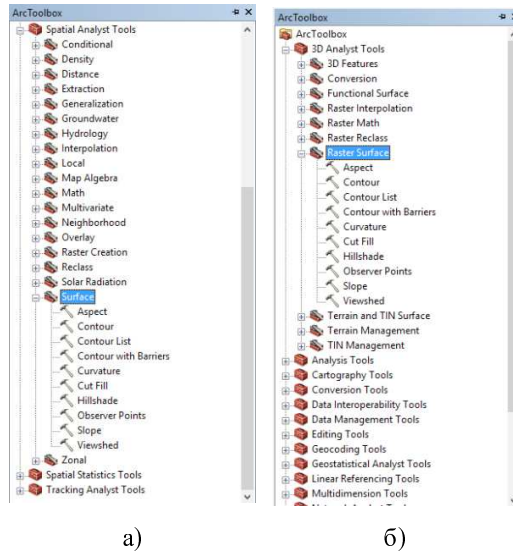 ArcToolbox
Spatial Analyst Tools
Conditional
Density
Distance
Extraction
Generalization
Groundwater
Hydrology
Interpolation
Local
Map Algebra
Math
Multivariate
Neighborhood
Overlay
Raster Creation
Reclass
Solar Radiation
Surface
Aspect
Contour
Contour List
Contour with Barriers
Curvature
Cut Fill
Hillshade
Observer Points
Slope
Viewshed
Zonal
Spatial Statistics Tools
Tracking Analyst Tools
а)
ArcToolbox
ArcToolbox
3D Analyst Tools
3D Features
Conversion
Functional Surface
Raster Interpolation
Raster Math
Raster Reclass
Raster Surface
Aspect
Contour
Contour List
Contour with Barriers
Curvature
Cut Fill
Hillshade
Observer Points
Slope
Viewshed
Terrain and TIN Surface
Terrain Management
TIN Management
Analysis Tools
Cartography Tools
Conversion Tools
Data Interoperability Tools
Data Management Tools
Editing Tools
Geocoding Tools
Geostatistical Analyst Tools
Linear Referencing Tools
Multidimension Tools
б)